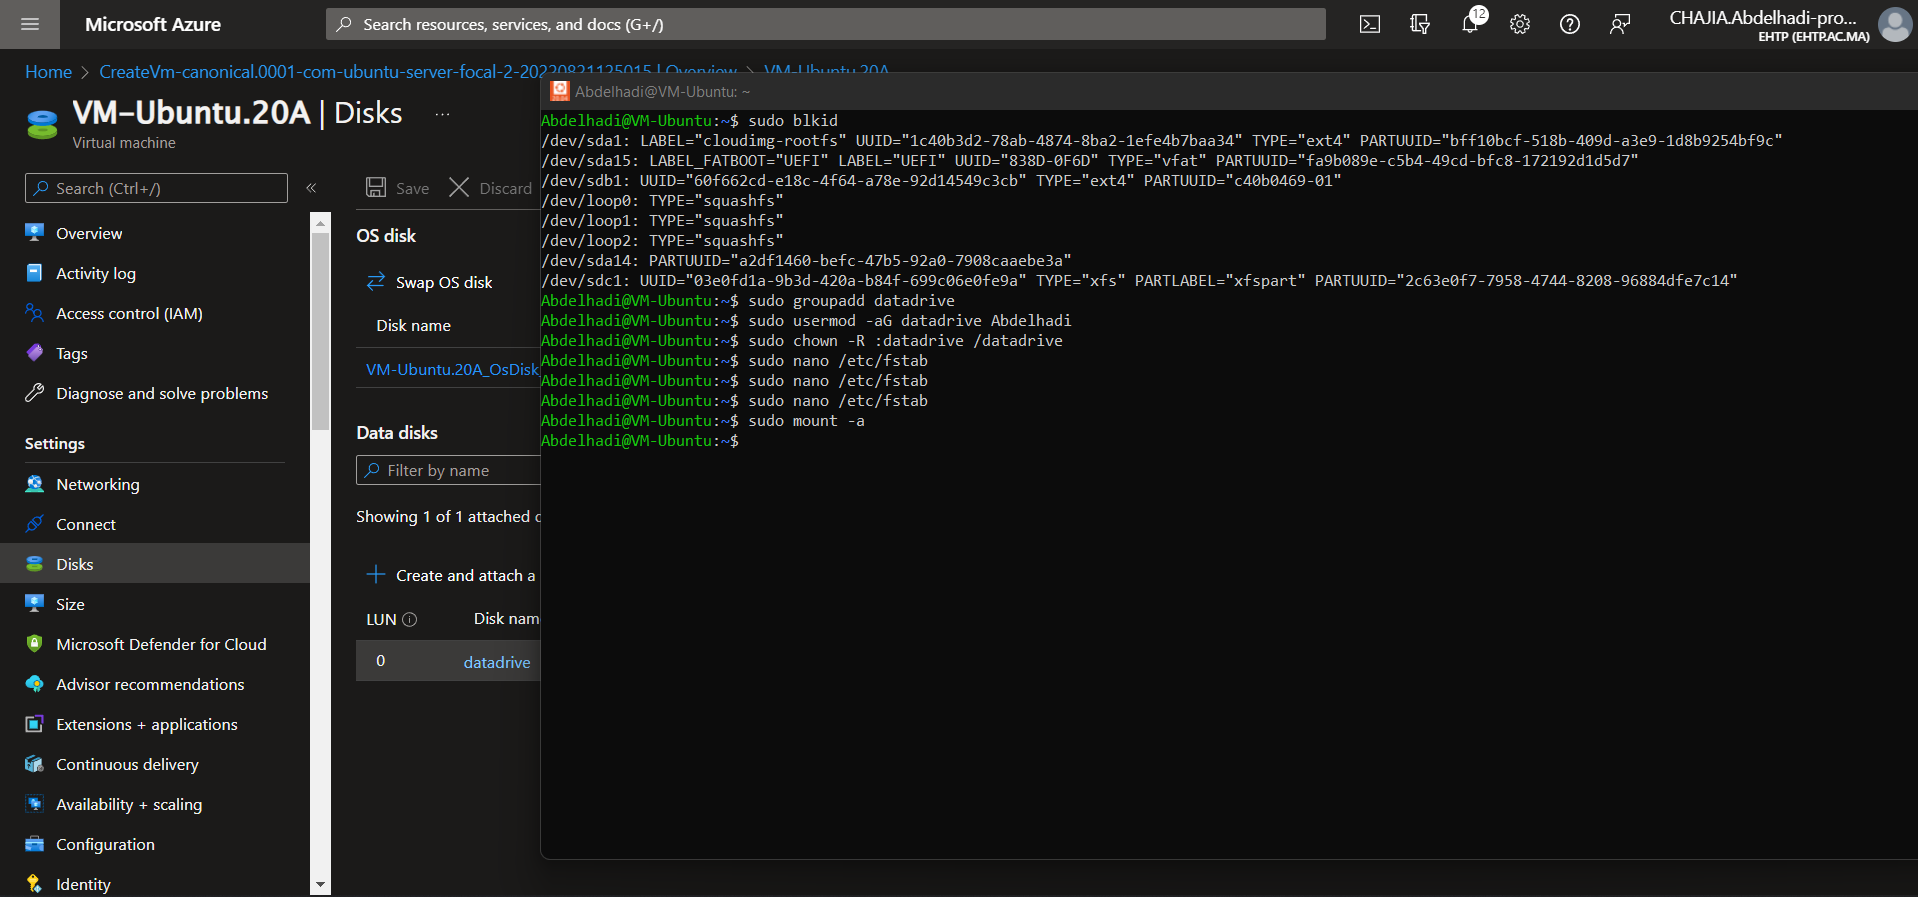 Microsoft Azure
Search resources, services, and docs (G+/)
12
CHAJIA.Abdelhadi-pro...
EHTP (EHTP.AC.MA)
Home > CreateVm-canonical.0001-com-ubuntu-server-focal-2-20220821125015 | Overview > VM-Ubuntu.20A
VM-Ubuntu.20A | Disks ...
Virtual machine
Search (Ctrl+/)
«
Overview
Activity log
Access control (IAM)
Tags
Diagnose and solve problems
Settings
Networking
Connect
Disks
Size
Microsoft Defender for Cloud
Advisor recommendations
Extensions + applications
Continuous delivery
Availability + scaling
Configuration
Identity
Save
Discard
OS disk
Swap OS disk
Disk name
VM-Ubuntu.20A_OsDisk
Data disks
Filter by name
Showing 1 of 1 attached
Create and attach a
LUN
Disk nam
0
datadrive
Abdelhadi@VM-Ubuntu: ~
Abdelhadi@VM-Ubuntu:~$ sudo blkid
/dev/sda1: LABEL="cloudimg-rootfs" UUID="1c40b3d2-78ab-4874-8ba2-1efe4b7baa34" TYPE="ext4" PARTUUID="bff10bcf-518b-409d-a3e9-1d8b9254bf9c"
/dev/sda15: LABEL_FATBOOT="UEFI" LABEL="UEFI" UUID="838D-0F6D" TYPE="vfat" PARTUUID="fa9b089e-c5b4-49cd-bfc8-172192d1d5d7"
/dev/sdb1: UUID="60f662cd-e18c-4f64-a78e-92d14549c3cb" TYPE="ext4" PARTUUID="c40b0469-01"
/dev/loop0: TYPE="squashfs"
/dev/loop1: TYPE="squashfs"
/dev/loop2: TYPE="squashfs"
/dev/sda14: PARTUUID="a2df1460-befc-47b5-92a0-7908caaebe3a"
/dev/sdc1: UUID="03e0fd1a-9b3d-420a-b84f-699c06e0fe9a" TYPE="xfs" PARTLABEL="xfspart" PARTUUID="2c63e0f7-7958-4744-8208-96884dfe7c14"
Abdelhadi@VM-Ubuntu:~$ sudo groupadd datadrive
Abdelhadi@VM-Ubuntu:~$ sudo usermod -aG datadrive Abdelhadi
Abdelhadi@VM-Ubuntu:~$ sudo chown -R :datadrive /datadrive
Abdelhadi@VM-Ubuntu:~$ sudo nano /etc/fstab
Abdelhadi@VM-Ubuntu:~$ sudo nano /etc/fstab
Abdelhadi@VM-Ubuntu:~$ sudo nano /etc/fstab
Abdelhadi@VM-Ubuntu:~$ sudo mount -a
Abdelhadi@VM-Ubuntu:~$